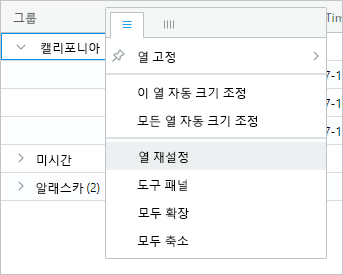 그룹
Tim
캘리포니아
열 고정
7-1
이 열 자동 크기 조정
7-1
모든 열 자동 크기 조정
7-1
미시간
열 재설정
알래스카 (2)
도구 패널
모두 확장
모두 축소